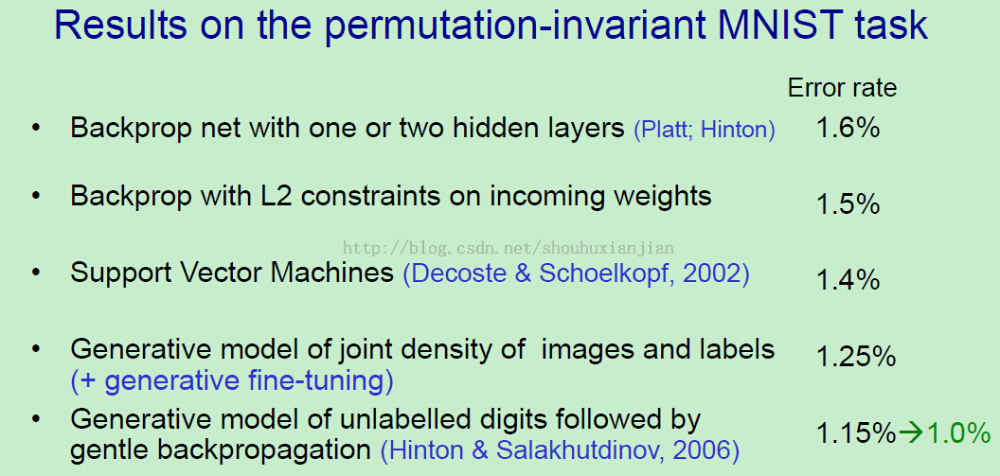 Results on the permutation-invariant MNIST task
Error rate
• Backprop net with one or two hidden layers (Platt; Hinton) 1.6%
• Backprop with L2 constraints on incoming weights 1.5%
http://blog.csdn.net/shouhuxianjian
• Support Vector Machines (Decoste & Schoelkopf, 2002) 1.4%
• Generative model of joint density of images and labels 1.25%
(+ generative fine-tuning)
• Generative model of unlabelled digits followed by
gentle backpropagation (Hinton & Salakhutdinov, 2006) 1.15%→1.0%